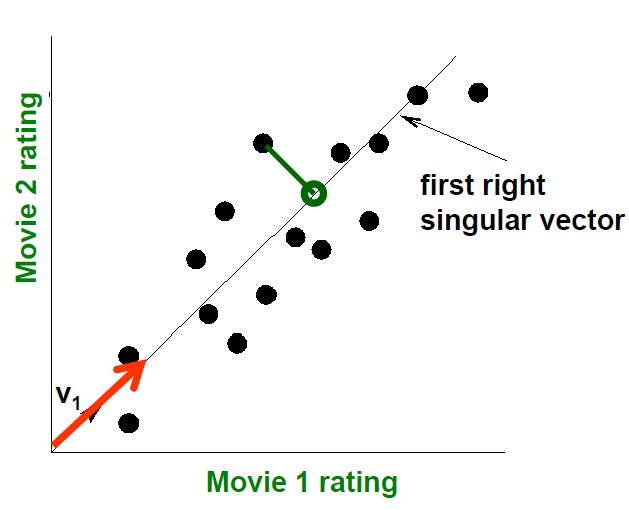 Movie 2 rating
first right
singular vector
v1
Movie 1 rating